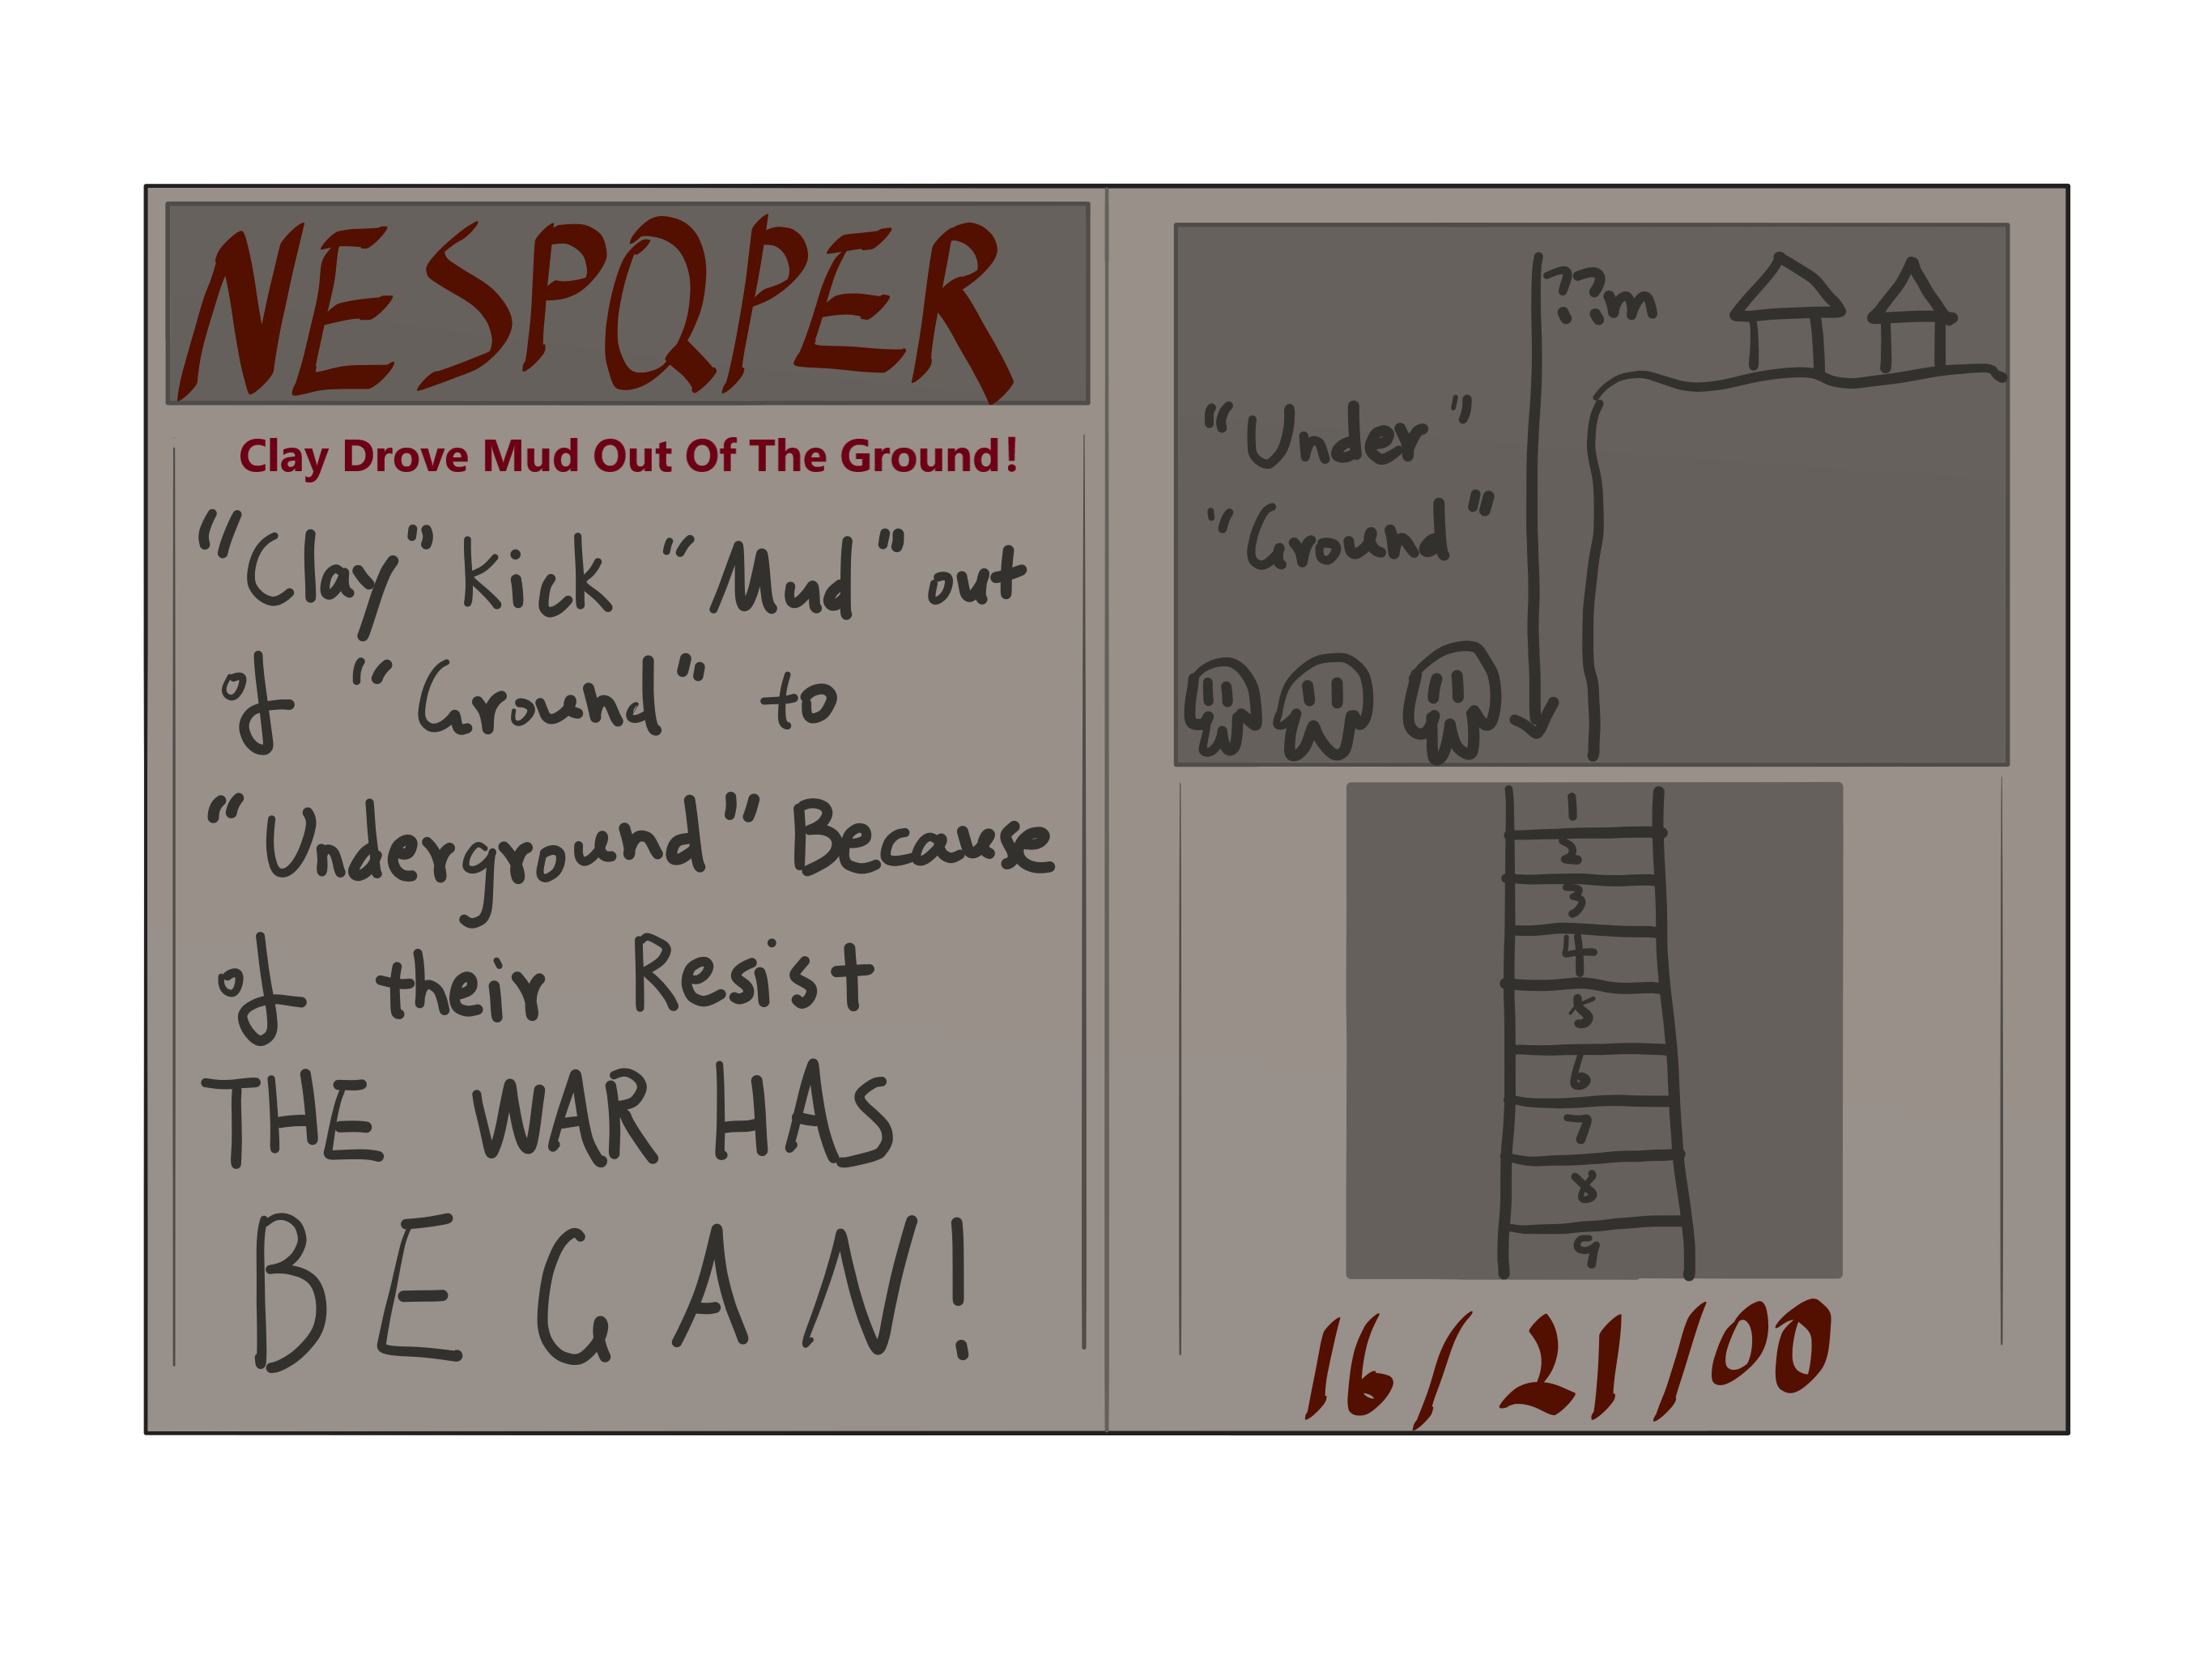 NESPQPER
Clay Drove Mud Out Of The Ground!
"Clay" Kick "Mud" out
of "Ground" to
"Underground" Because
of their Resist
THE WAR HAS
BEGAN!
??m
"Under"
"Ground"
1
2
3
4
5
6
7
8
9
16/21/00